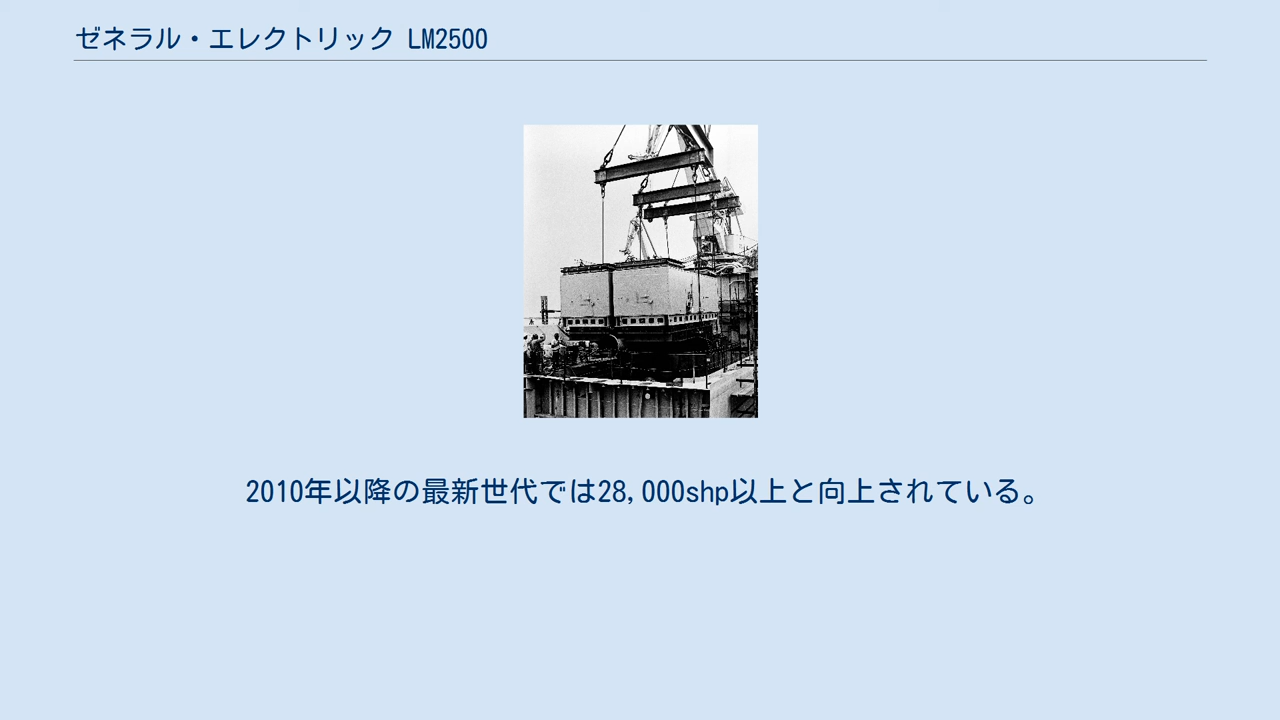 ゼネラル・エレクトリック LM2500
2010年以降の最新世代では28,000shp以上と向上されている。